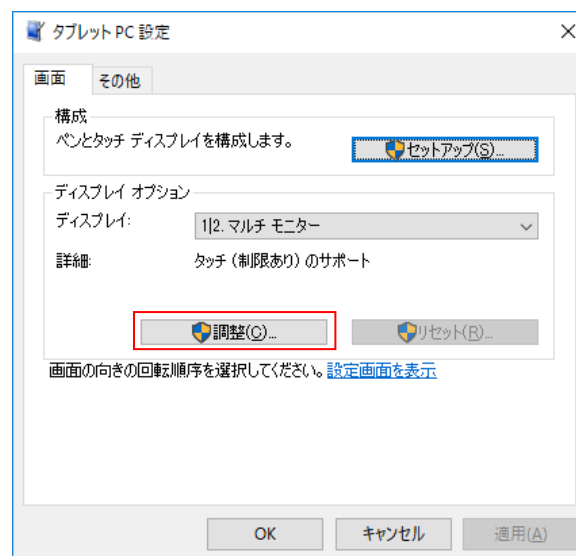 タブレット PC 設定
画面
その他
構成
ペンとタッチ ディスプレイを構成します。
セットアップ(S)...
ディスプレイ オプション
ディスプレイ:
1|2. マルチ モニター
詳細:
タッチ (制限あり) のサポート
調整(C)...
リセット(R)...
画面の向きの回転順序を選択してください。設定画面を表示
OK
キャンセル
適用(A)